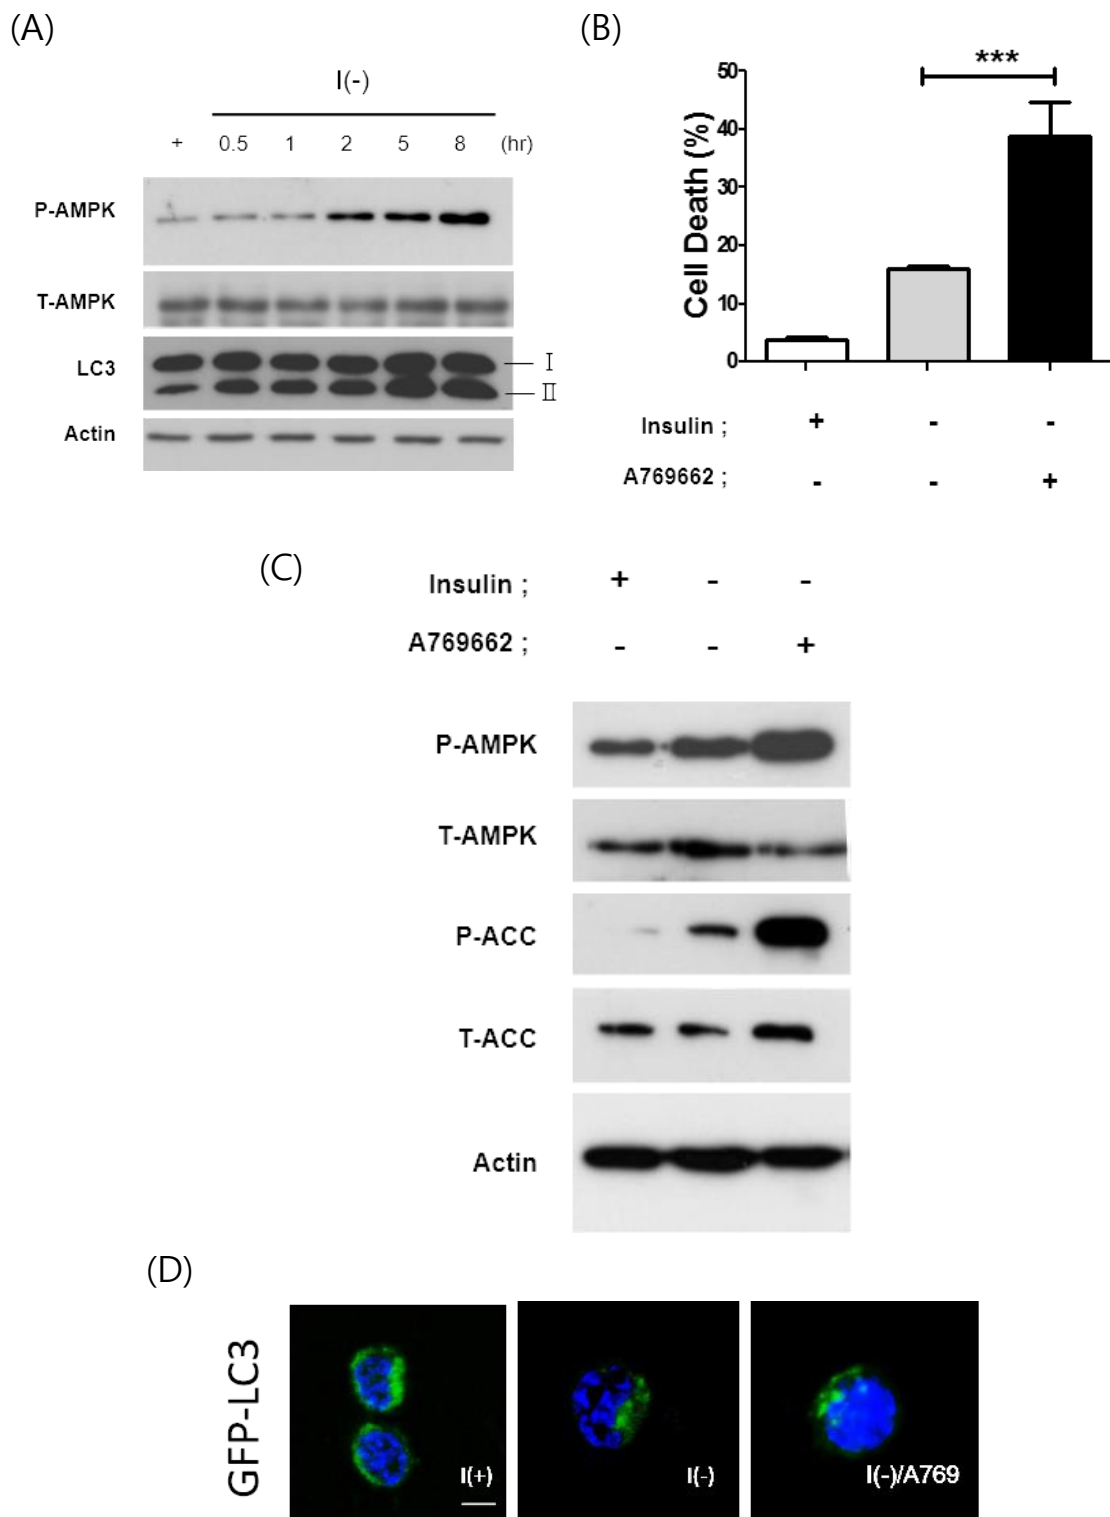 (A)
I(-)
+ 0.5 1 2 5 8 (hr)
P-AMPK
T-AMPK
LC3
I
II
Actin
(B)
***
50
40
30
20
10
0
Cell Death (%)
Insulin ; + - -
A769662 ; - - +
(C)
Insulin ; + - -
A769662 ; - - +
P-AMPK
T-AMPK
P-ACC
T-ACC
Actin
(D)
GFP-LC3
I(+)
I(-)
I(-)/A769